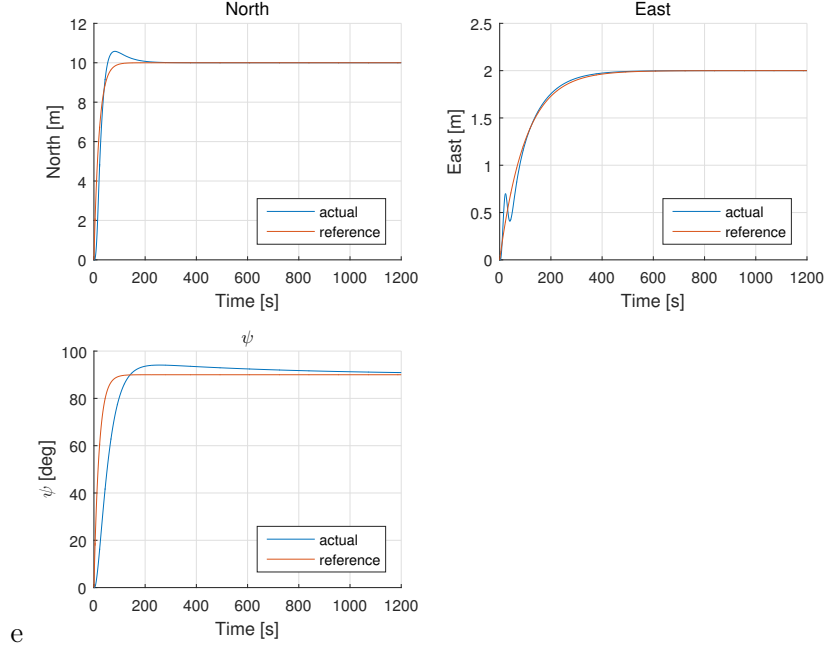 North
12
10
8
6
4
2
0
North [m]
actual
reference
0 200 400 600 800 1000 1200
Time [s]
East
2
1.5
1
0.5
0
East [m]
actual
reference
0 200 400 600 800 1000 1200
Time [s]
ψ
100
80
60
40
20
0
ψ [deg]
actual
reference
0 200 400 600 800 1000 1200
Time [s]
e